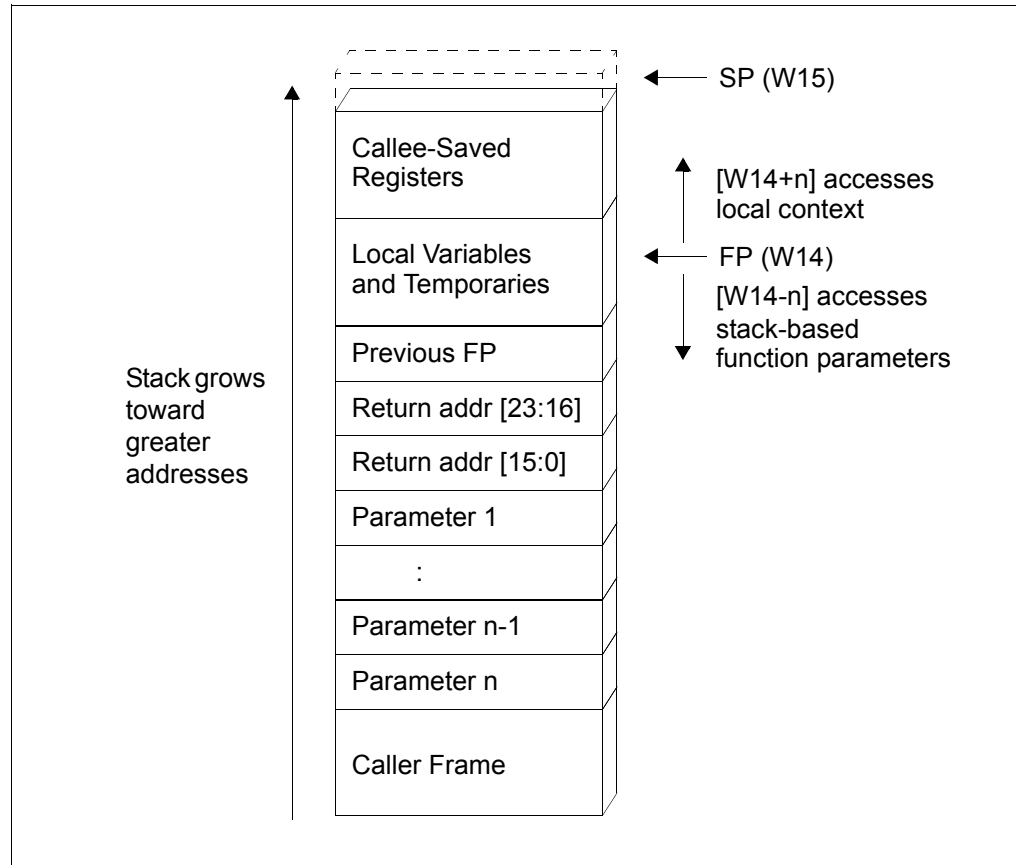 SP (W15)
Callee-Saved
Registers
[W14+n] accesses
local context
Local Variables
and Temporaries
FP (W14)
[W14-n] accesses
stack-based
function parameters
Previous FP
Stack grows
toward
greater
addresses
Return addr [23:16]
Return addr [15:0]
Parameter 1
:
Parameter n-1
Parameter n
Caller Frame